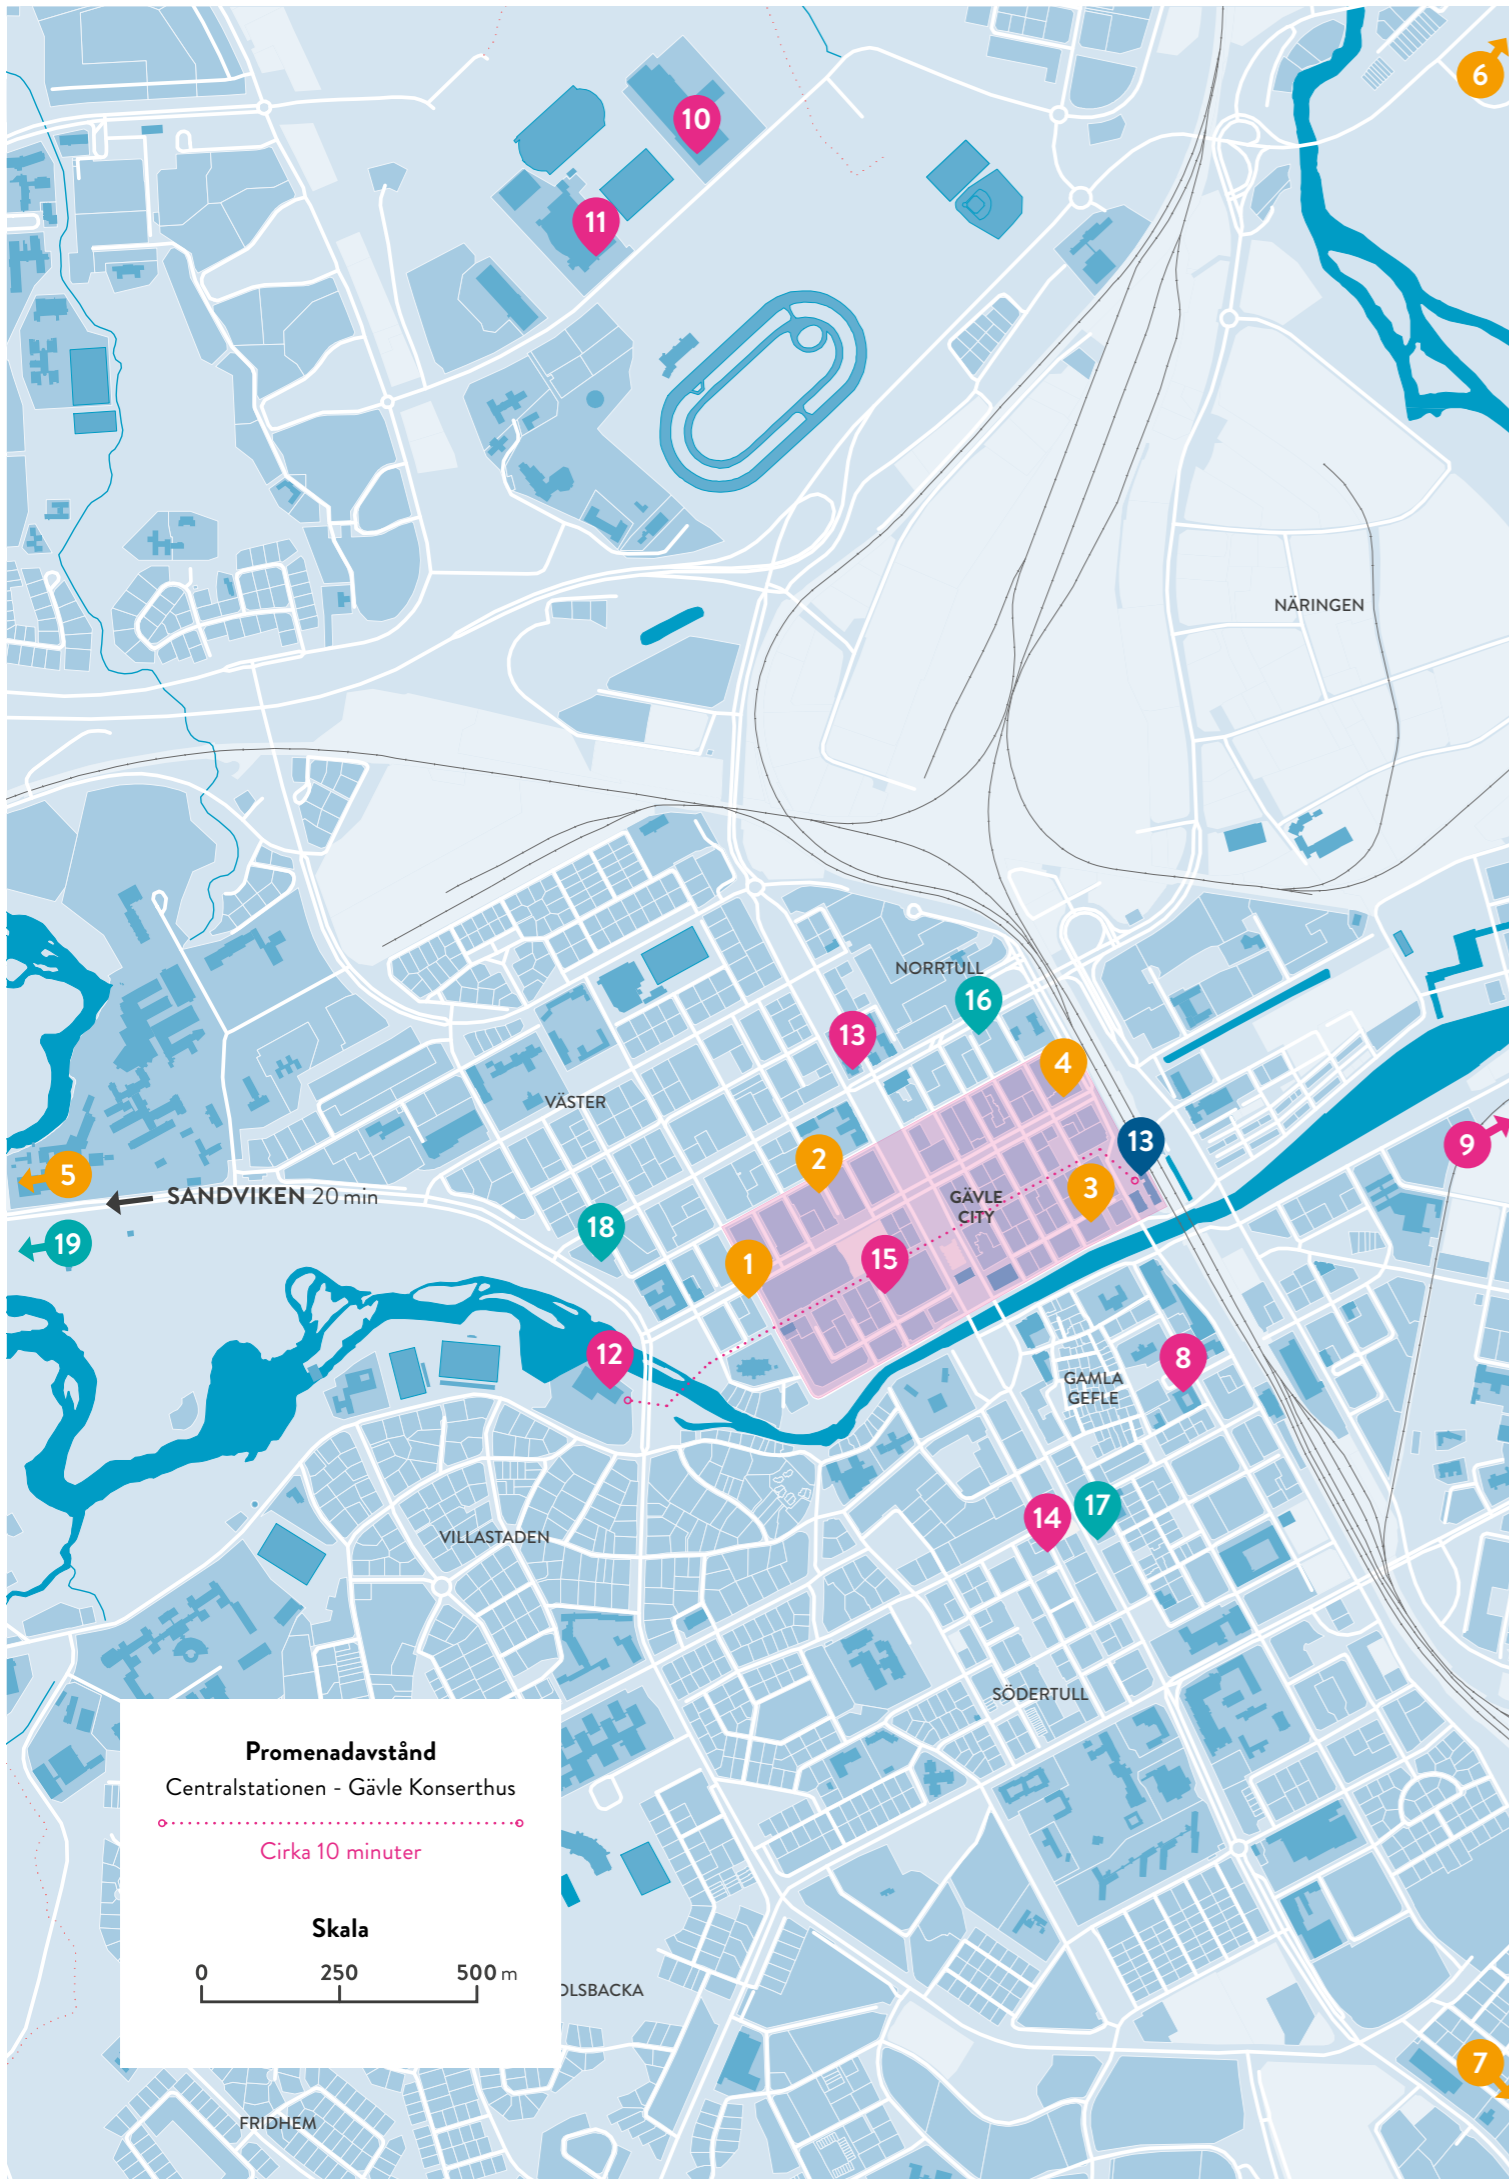 6
10
11
NÄRINGEN
NORRTULL
16
13
4
VÄSTER
13
9
2
5
3
SANDVIKEN 20 min
GÄVLE
CITY
18
19
15
1
12
8
GAMLA
GEFLE
17
14
VILLASTADEN
SÖDERTULL
Promenadavstånd
Centralstationen - Gävle Konserthus
Cirka 10 minuter
Skala
0 250 500 m
OLSBACKA
7
FRIDHEM